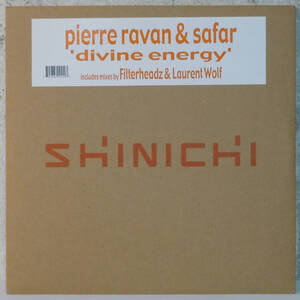 pierre ravan & safar
'divine energy'
includes mixes by Filterheadz & Laurent Wolf
SHINICHI